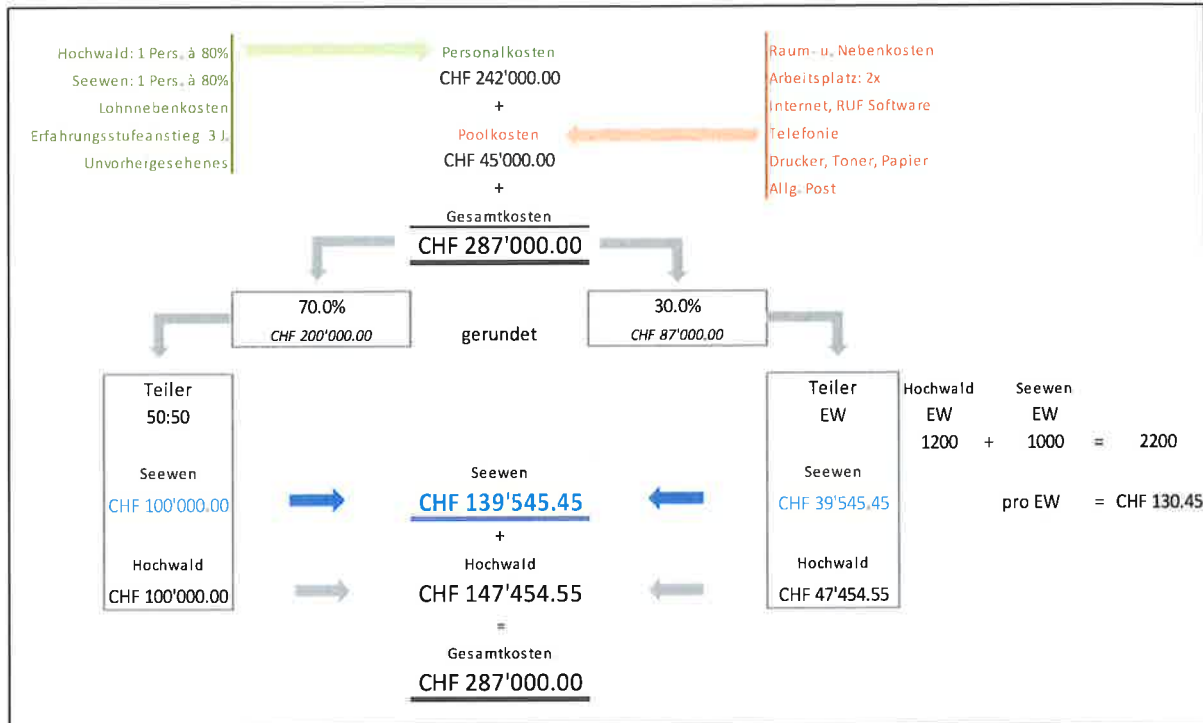 Hochwald: 1 Pers. à 80%
Seewen: 1 Pers. à 80%
Lohnnebenkosten
Erfahrungsstufeanstieg 3 J.
Unvorhergesehenes
Personalkosten
CHF 242'000.00
+
Poolkosten
CHF 45'000.00
+
Gesamtkosten
CHF 287'000.00
Raum- u. Nebenkosten
Arbeitsplatz: 2x
Internet, RUF Software
Telefonie
Drucker, Toner, Papier
Allg. Post
70.0%
CHF 200'000.00
gerundet
30.0%
CHF 87'000.00
Teiler
50:50
Seewen
CHF 100'000.00
Hochwald
CHF 100'000.00
Seewen
CHF 139'545.45
+
Hochwald
CHF 147'454.55
=
Gesamtkosten
CHF 287'000.00
Teiler
EW
Seewen
CHF 39'545.45
Hochwald
CHF 47'454.55
Hochwald Seewen
EW EW
1200 + 1000 = 2200
pro EW = CHF 130.45